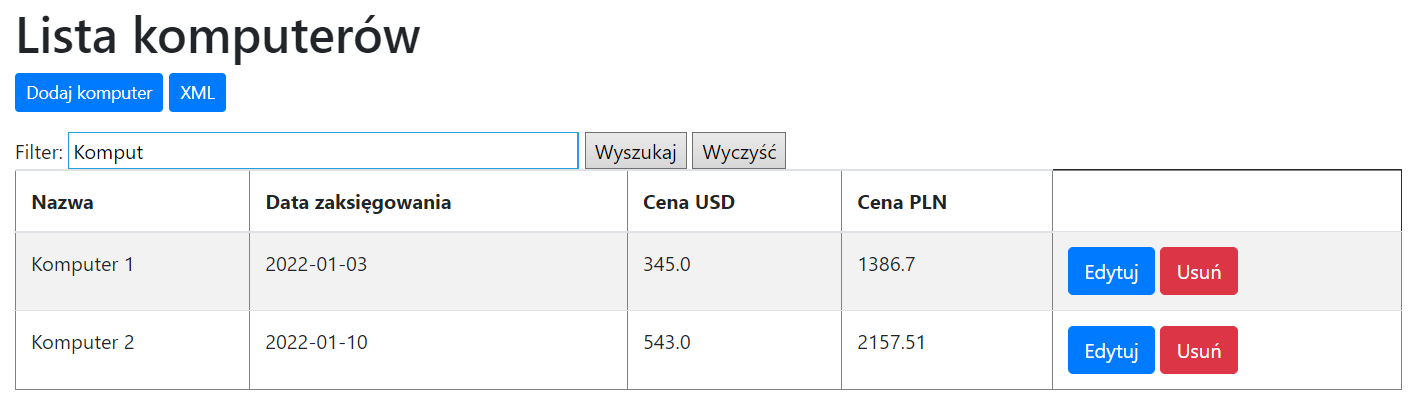 Lista komputerów
Dodaj komputer XML
Filter: Komput Wyszukaj Wyczyść
Nazwa Data zaksięgowania Cena USD Cena PLN
Komputer 1 2022-01-03 345.0 1386.7 Edytuj Usuń
Komputer 2 2022-01-10 543.0 2157.51 Edytuj Usuń